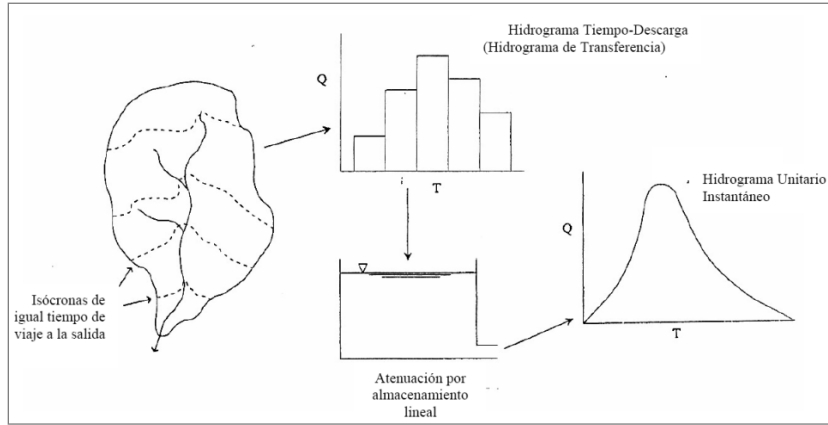 Hidrograma Tiempo-Descarga
(Hidrograma de Transferencia)
Q
T
Hidrograma Unitario
Instantáneo
Q
T
Isócronas de
igual tiempo de
viaje a la salida
Atenuación por
almacenamiento
lineal